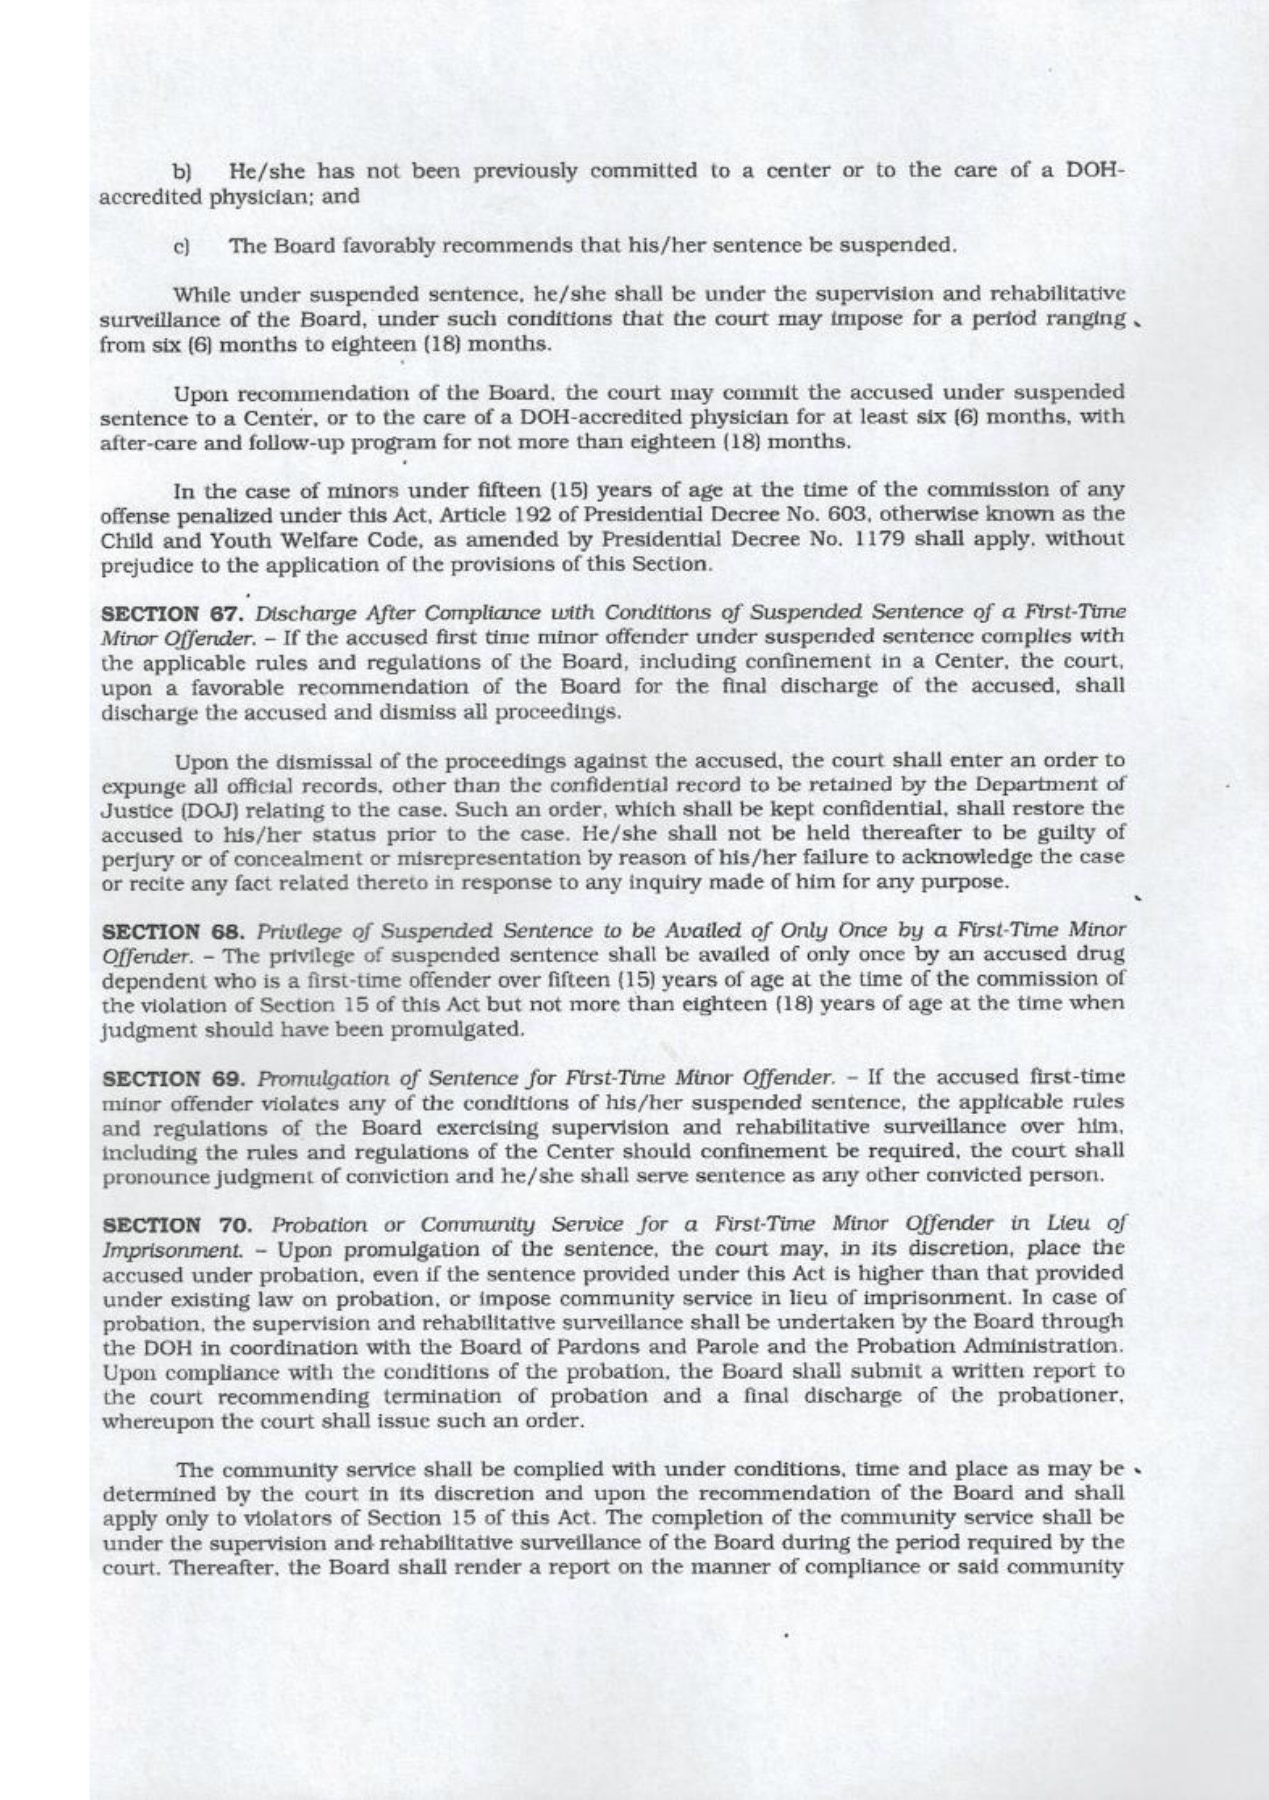 b) He/she has not been previously committed to a center or to the care of a DOH-
accredited physician; and
c) The Board favorably recommends that his/her sentence be suspended.
While under suspended sentence, he/she shall be under the supervision and rehabilitative
surveillance of the Board, under such conditions that the court may impose for a period ranging
from six (6) months to eighteen (18) months.
Upon recommendation of the Board, the court may commit the accused under suspended
sentence to a Center, or to the care of a DOH-accredited physician for at least six (6) months, with
after-care and follow-up program for not more than eighteen (18) months.
In the case of minors under fifteen (15) years of age at the time of the commission of any
offense penalized under this Act, Article 192 of Presidential Decree No. 603, otherwise known as the
Child and Youth Welfare Code, as amended by Presidential Decree No. 1179 shall apply, without
prejudice to the application of the provisions of this Section.
SECTION 67. Discharge After Compliance with Conditions of Suspended Sentence of a First-Time
Minor Offender. – If the accused first time minor offender under suspended sentence complies with
the applicable rules and regulations of the Board, including confinement in a Center, the court,
upon a favorable recommendation of the Board for the final discharge of the accused, shall
discharge the accused and dismiss all proceedings.
Upon the dismissal of the proceedings against the accused, the court shall enter an order to
expunge all official records, other than the confidential record to be retained by the Department of
Justice (DOJ) relating to the case. Such an order, which shall be kept confidential, shall restore the
accused to his/her status prior to the case. He/she shall not be held thereafter to be guilty of
perjury or of concealment or misrepresentation by reason of his/her failure to acknowledge the case
or recite any fact related thereto in response to any inquiry made of him for any purpose.
SECTION 68. Privilege of Suspended Sentence to be Availed of Only Once by a First-Time Minor
Offender. – The privilege of suspended sentence shall be availed of only once by an accused drug
dependent who is a first-time offender over fifteen (15) years of age at the time of the commission of
the violation of Section 15 of this Act but not more than eighteen (18) years of age at the time when
judgment should have been promulgated.
SECTION 69. Promulgation of Sentence for First-Time Minor Offender. – If the accused first-time
minor offender violates any of the conditions of his/her suspended sentence, the applicable rules
and regulations of the Board exercising supervision and rehabilitative surveillance over him,
including the rules and regulations of the Center should confinement be required, the court shall
pronounce judgment of conviction and he/she shall serve sentence as any other convicted person.
SECTION 70. Probation or Community Service for a First-Time Minor Offender in Lieu of
Imprisonment. – Upon promulgation of the sentence, the court may, in its discretion, place the
accused under probation, even if the sentence provided under this Act is higher than that provided
under existing law on probation, or impose community service in lieu of imprisonment. In case of
probation, the supervision and rehabilitative surveillance shall be undertaken by the Board through
the DOH in coordination with the Board of Pardons and Parole and the Probation Administration.
Upon compliance with the conditions of the probation, the Board shall submit a written report to
the court recommending termination of probation and a final discharge of the probationer,
whereupon the court shall issue such an order.
The community service shall be complied with under conditions, time and place as may be
determined by the court in its discretion and upon the recommendation of the Board and shall
apply only to violators of Section 15 of this Act. The completion of the community service shall be
under the supervision and rehabilitative surveillance of the Board during the period required by the
court. Thereafter, the Board shall render a report on the manner of compliance or said community